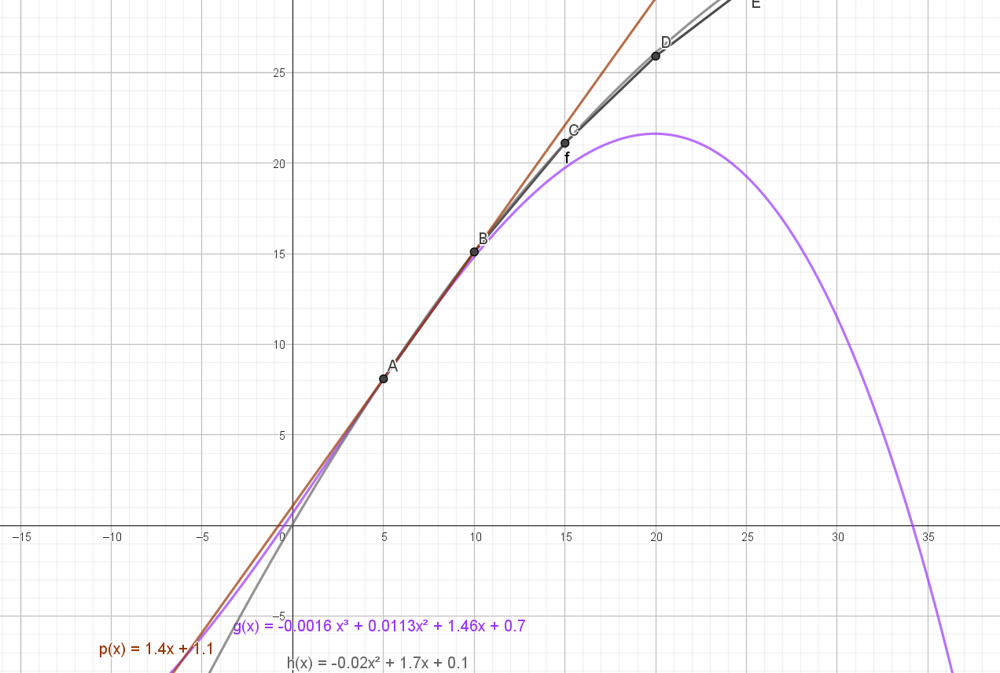 E
D
25
C
f
20
B
15
10
A
5
−15
−10
−5
0
5
10
15
20
25
30
35
−5
g(x) = -0.0016 x³ + 0.0113x² + 1.46x + 0.7
p(x) = 1.4x + 1.1
h(x) = -0.02x² + 1.7x + 0.1